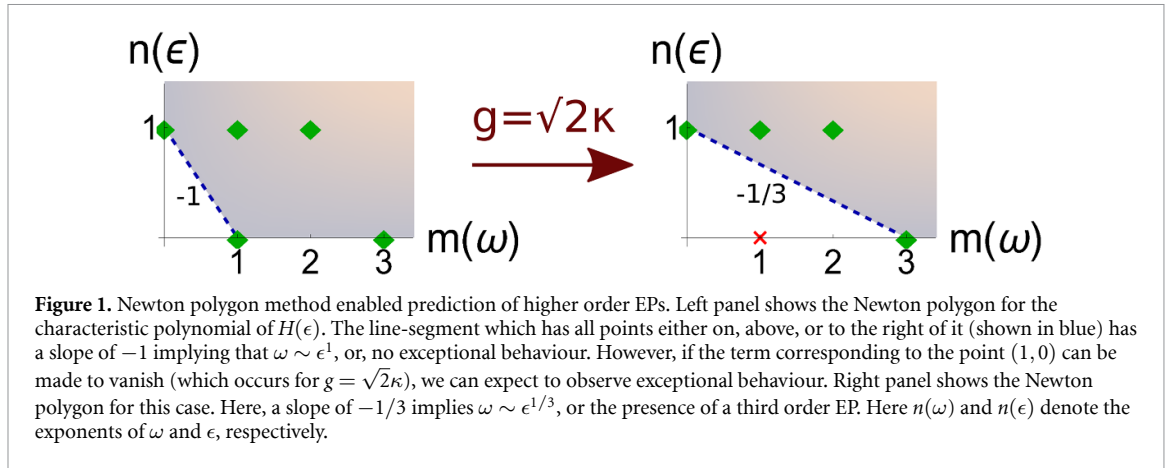 n(ϵ)
1
-1
m(ω)
1
2
3
g=√2κ
n(ϵ)
1
-1/3
m(ω)
1
2
3
Figure 1. Newton polygon method enabled prediction of higher order EPs. Left panel shows the Newton polygon for the
characteristic polynomial of H(ϵ). The line-segment which has all points either on, above, or to the right of it (shown in blue) has
a slope of −1 implying that ω ∼ ϵ¹, or, no exceptional behaviour. However, if the term corresponding to the point (1, 0) can be
made to vanish (which occurs for g = √2κ), we can expect to observe exceptional behaviour. Right panel shows the Newton
polygon for this case. Here, a slope of −1/3 implies ω ∼ ϵ^{1/3}, or the presence of a third order EP. Here n(ω) and n(ϵ) denote the
exponents of ω and ϵ, respectively.